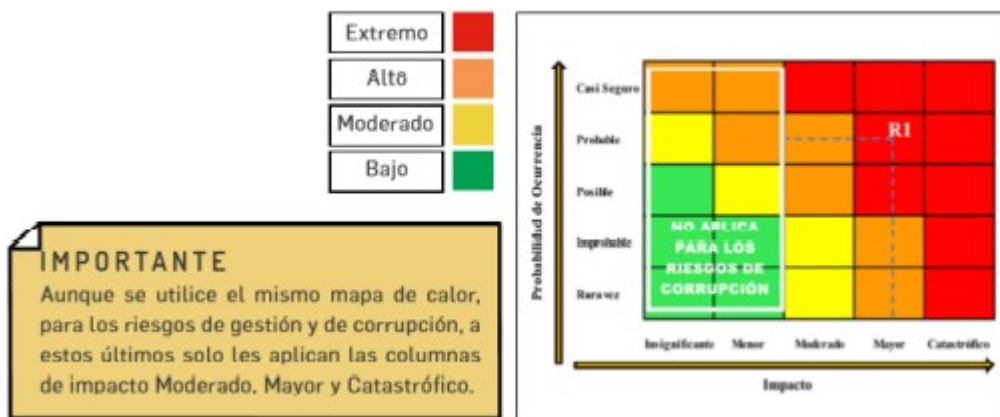 Extremo
Alto
Moderado
Bajo
IMPORTANTE
Aunque se utilice el mismo mapa de calor,
para los riesgos de gestión y de corrupción, a
estos últimos solo les aplican las columnas
de impacto Moderado, Mayor y Catastrófico.
Probabilidad de Ocurrencia
Casi Seguro
Probable
R1
Posible
Improbable
Rara vez
NO APLICA
PARA LOS
RIESGOS DE
CORRUPCIÓN
Insignificante Menor Moderado Mayor Catastrófico
Impacto